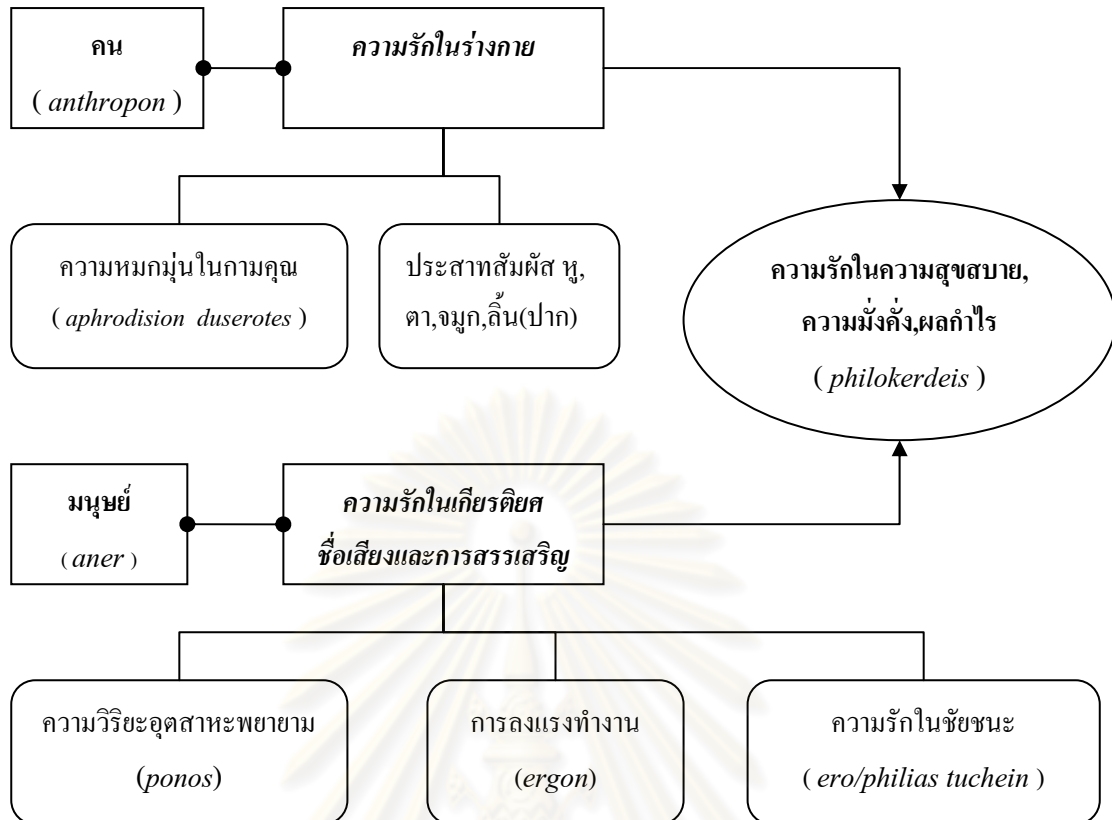 คน
( anthropon )
ความรักในร่างกาย
ความหมกมุ่นในกามคุณ
( aphrodision duserotes )
ประสาทสัมผัส หู,
ตา,จมูก,ลิ้น(ปาก)
ความรักในความสุขสบาย,
ความมั่งคั่ง,ผลกำไร
( philokerdeis )
มนุษย์
(aner )
ความรักในเกียรติยศ
ชื่อเสียงและการสรรเสริญ
ความวิริยะอุตสาหะพยายาม
(ponos)
การลงแรงทำงาน
(ergon)
ความรักในชัยชนะ
( ero/philias tuchein )